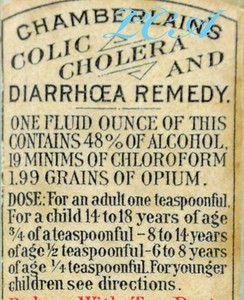 CHAMBERLAIN'S
COLIC
CHOLERA
AND
DIARRHŒA REMEDY.
ONE FLUID OUNCE OF THIS
CONTAINS 48% OF ALCOHOL,
19 MINIMS OF CHLOROFORM
1.99 GRAINS OF OPIUM.
DOSE: For an adult one teaspoonful.
For a child 14 to 18 years of age
¾ of a teaspoonful – 8 to 14 years
of age ½ teaspoonful – 6 to 8 years
of age ¼ teaspoonful. For younger
children see directions.